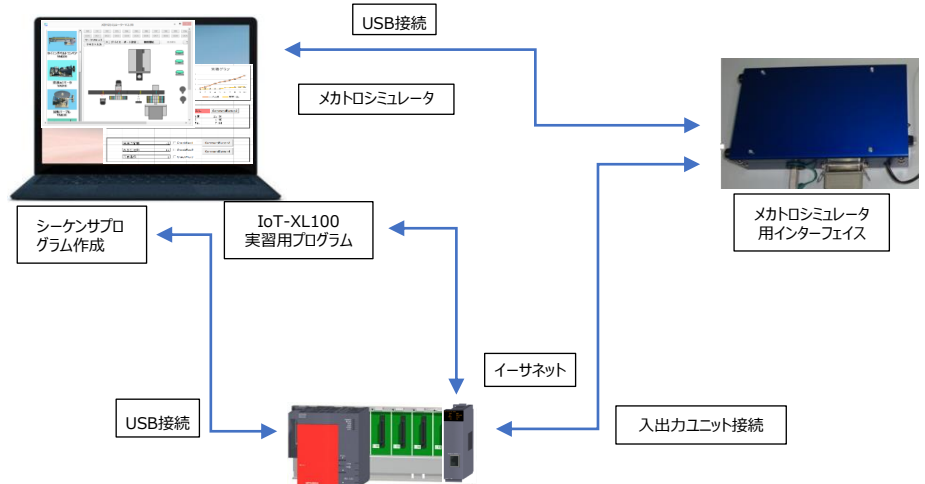 USB接続
メカトロシミュレータ
メカトロシミュレータ
用インターフェイス
シーケンサプロ
グラム作成
IoT-XL100
実習用プログラム
イーサネット
USB接続
入出力ユニット接続